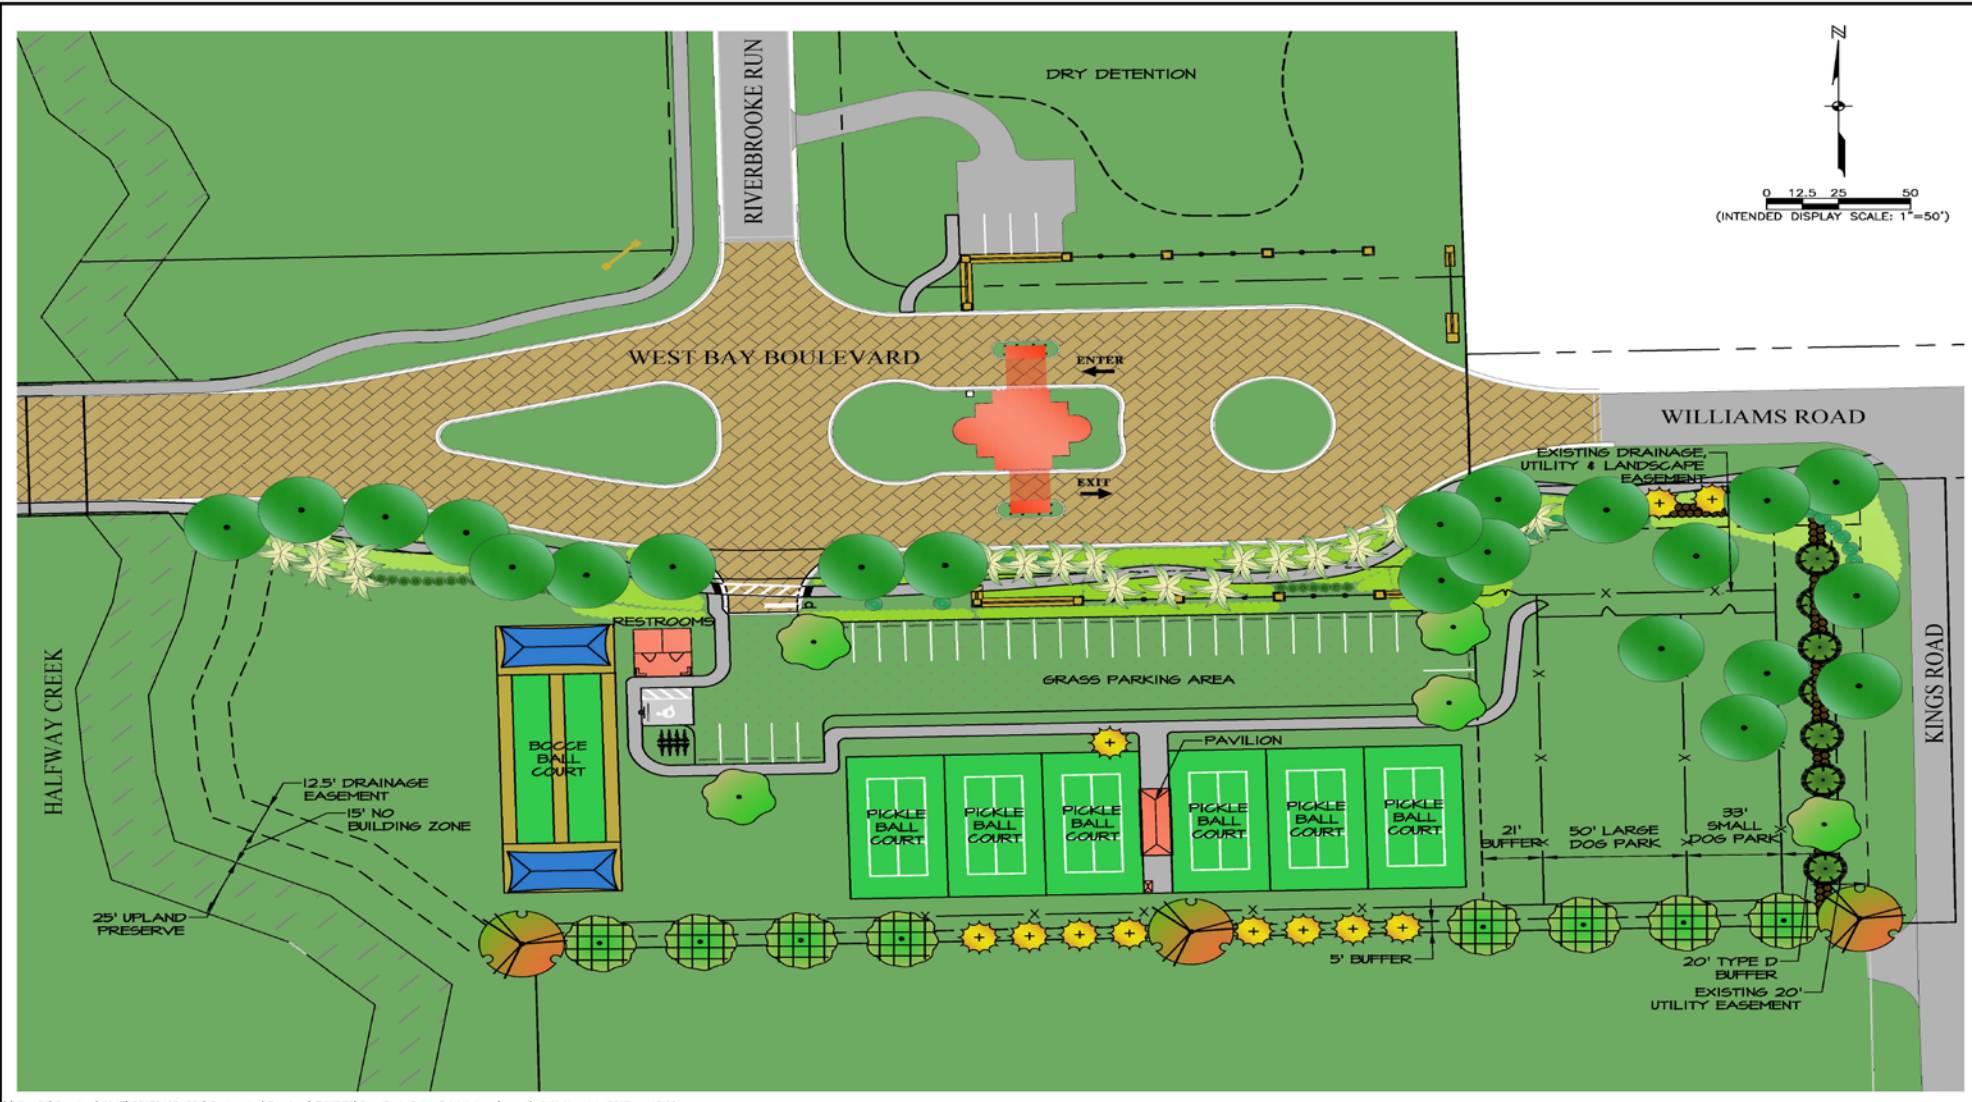 DRY DETENTION
RIVERBROOKE RUN
N
0 12.5 25 50
(INTENDED DISPLAY SCALE: 1"=50')
WEST BAY BOULEVARD
ENTER
WILLIAMS ROAD
EXISTING DRAINAGE,
UTILITY & LANDSCAPE
EASEMENT
EXIT
RESTROOMS
GRASS PARKING AREA
HALFWAY CREEK
KINGS ROAD
BOCCE
BALL
COURT
PAVILION
12.5' DRAINAGE
EASEMENT
15' NO
BUILDING ZONE
PICKLE
BALL
COURT
PICKLE
BALL
COURT
PICKLE
BALL
COURT
PICKLE
BALL
COURT
PICKLE
BALL
COURT
PICKLE
BALL
COURT
21'
BUFFER
50' LARGE
DOG PARK
33'
SMALL
DOG PARK
25' UPLAND
PRESERVE
5' BUFFER
20' TYPE D
BUFFER
EXISTING 20'
UTILITY EASEMENT